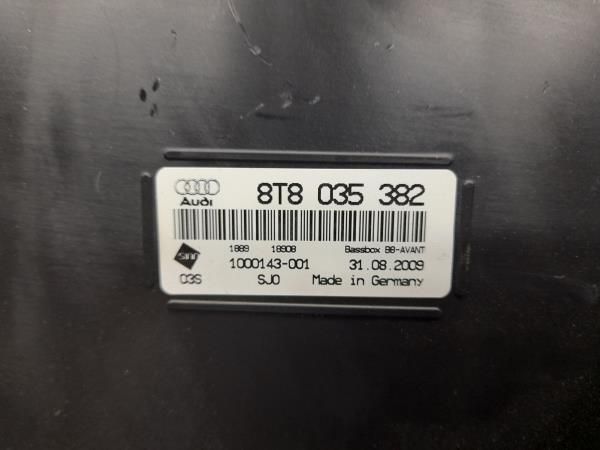 8T8 035 382
Audi
1889 18908 Bassbox B8-AVANT
1000143-001 31.08.2009
03S SJ0 Made in Germany